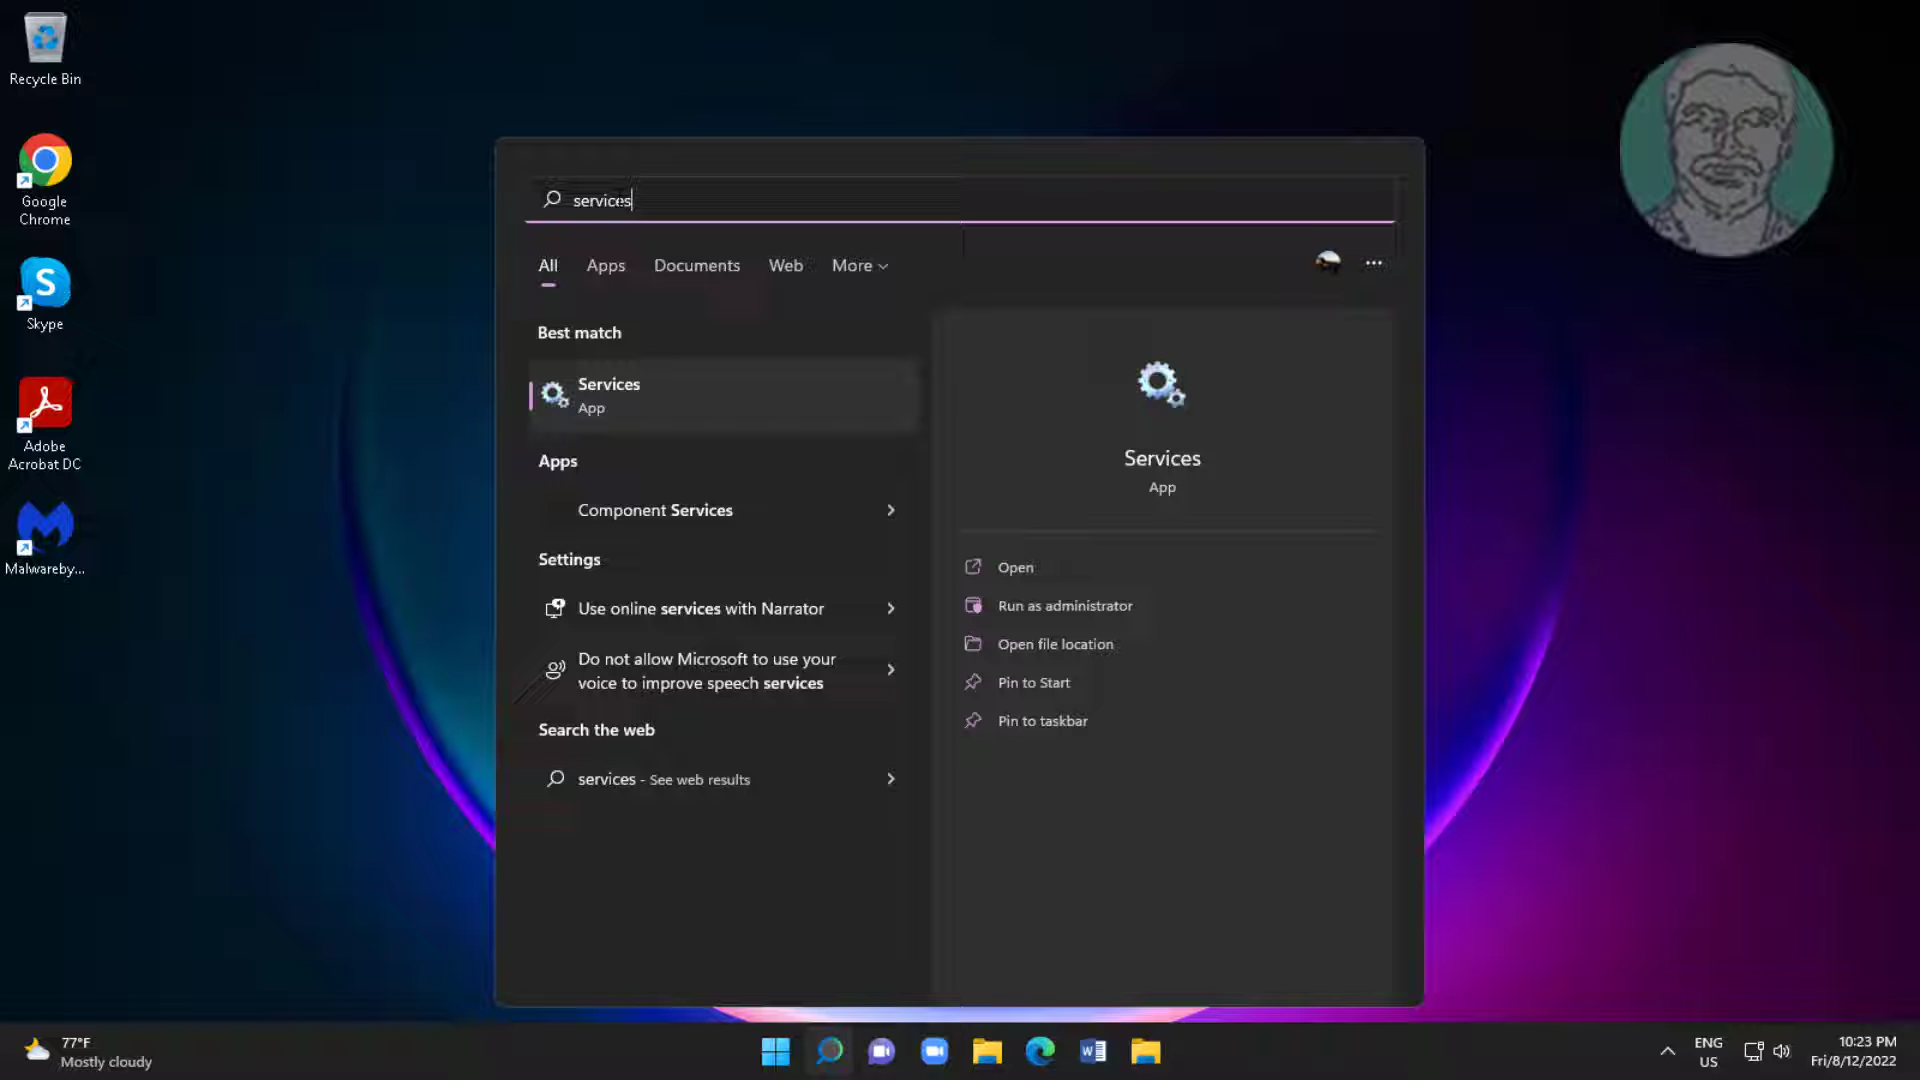 Recycle Bin
Google
Chrome
Skype
Adobe
Acrobat DC
Malwareby...
services
All Apps Documents Web More
Best match
Services
App
Apps
Component Services
Settings
Use online services with Narrator
Do not allow Microsoft to use your
voice to improve speech services
Search the web
services - See web results
Services
App
Open
Run as administrator
Open file location
Pin to Start
Pin to taskbar
77°F
Mostly cloudy
ENG
US
10:23 PM
Fri/8/12/2022